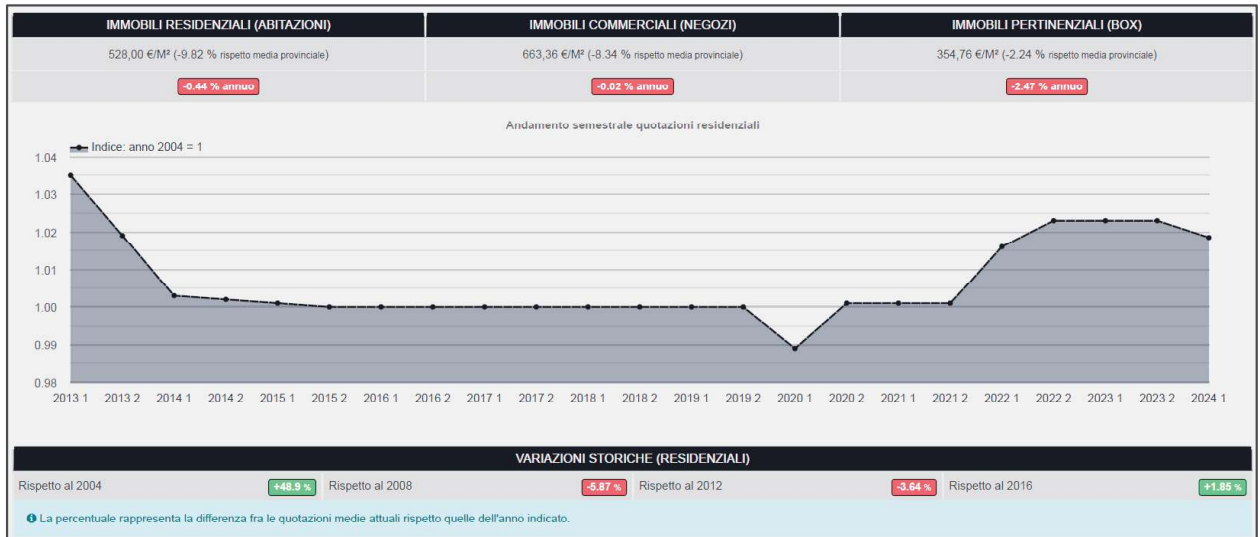 IMMOBILI RESIDENZIALI (ABITAZIONI) IMMOBILI COMMERCIALI (NEGOZI) IMMOBILI PERTINENZIALI (BOX)
528,00 €/M² (-9.82 % rispetto media provinciale) 663,36 €/M² (-8.34 % rispetto media provinciale) 354,76 €/M² (-2.24 % rispetto media provinciale)
-0.44 % annuo -0.02 % annuo -2.47 % annuo
Andamento semestrale quotazioni residenziali
Indice: anno 2004 = 1
1.04
1.03
1.02
1.01
1.00
0.99
0.98
2013 1 2013 2 2014 1 2014 2 2015 1 2015 2 2016 1 2016 2 2017 1 2017 2 2018 1 2018 2 2019 1 2019 2 2020 1 2020 2 2021 1 2021 2 2022 1 2022 2 2023 1 2023 2 2024 1
VARIAZIONI STORICHE (RESIDENZIALI)
Rispetto al 2004 +48.9 % Rispetto al 2008 -5.87 % Rispetto al 2012 -3.64 % Rispetto al 2016 +1.85 %
La percentuale rappresenta la differenza fra le quotazioni medie attuali rispetto quelle dell'anno indicato.